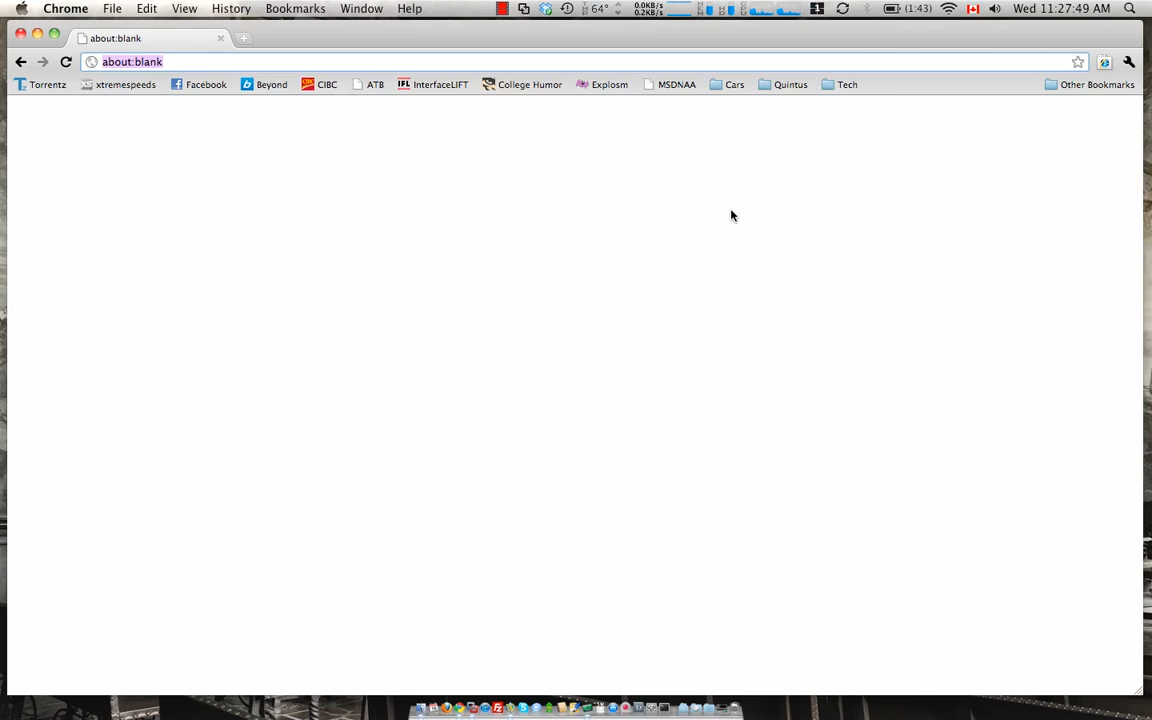 Chrome File Edit View History Bookmarks Window Help 64° 0.0KB/s 0.2KB/s (1:43) Wed 11:27:49 AM
about:blank
about:blank
Torrentz xtremespeeds Facebook Beyond CIBC ATB IFL InterfaceLIFT College Humor Explosm MSDNAA Cars Quintus Tech Other Bookmarks